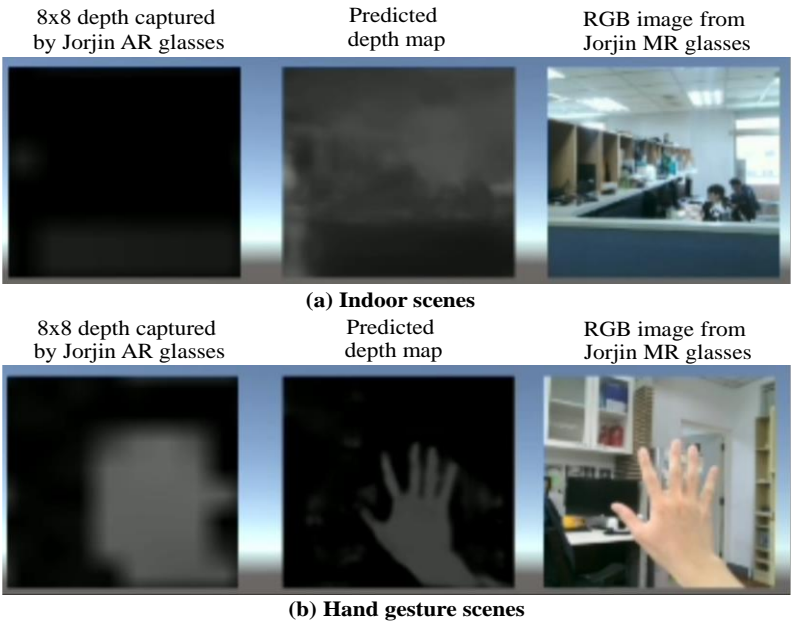 8x8 depth captured
by Jorjin AR glasses
Predicted
depth map
RGB image from
Jorjin MR glasses
(a) Indoor scenes
8x8 depth captured
by Jorjin AR glasses
Predicted
depth map
RGB image from
Jorjin MR glasses
(b) Hand gesture scenes